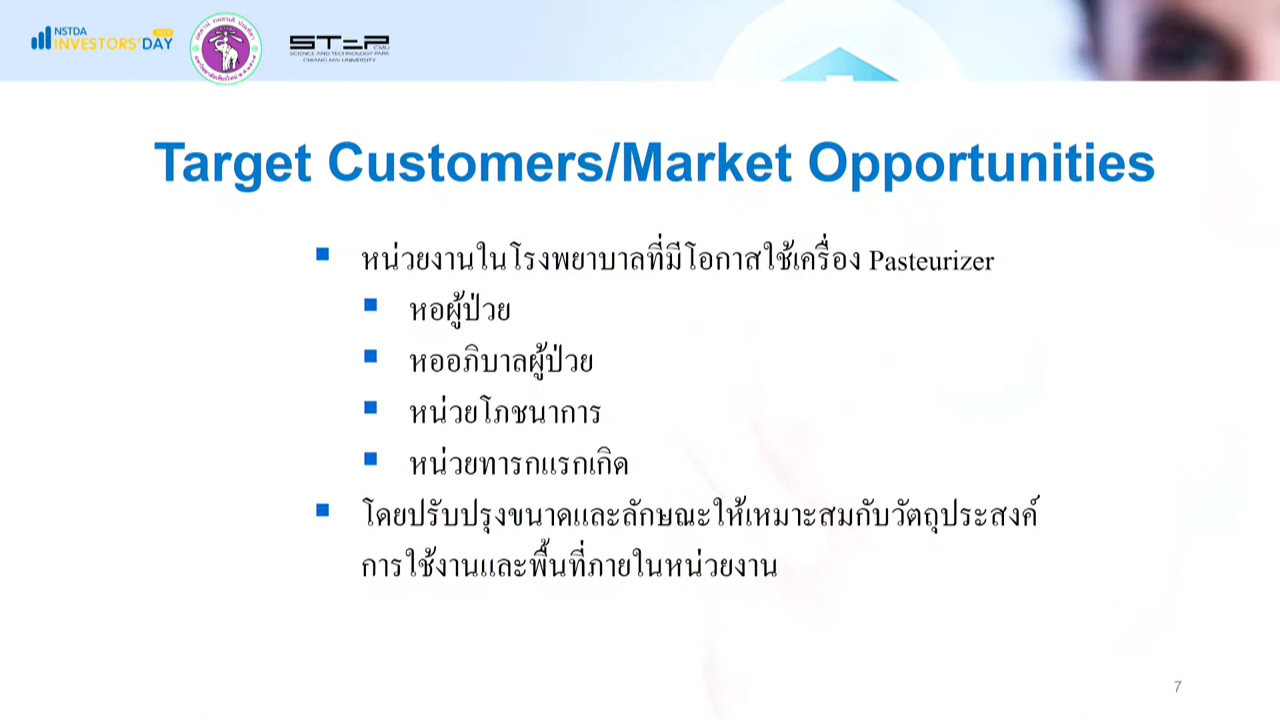 NSTDA
INVESTORS' DAY
STEP
CMU
SCIENCE AND TECHNOLOGY PARK
CHIANG MAI UNIVERSITY
Target Customers/Market Opportunities
หน่วยงานในโรงพยาบาลที่มีโอกาสใช้เครื่อง Pasteurizer
หอผู้ป่วย
หออภิบาลผู้ป่วย
หน่วยโภชนาการ
หน่วยทารกแรกเกิด
โดยปรับปรุงขนาดและลักษณะให้เหมาะสมกับวัตถุประสงค์
การใช้งานและพื้นที่ภายในหน่วยงาน
7